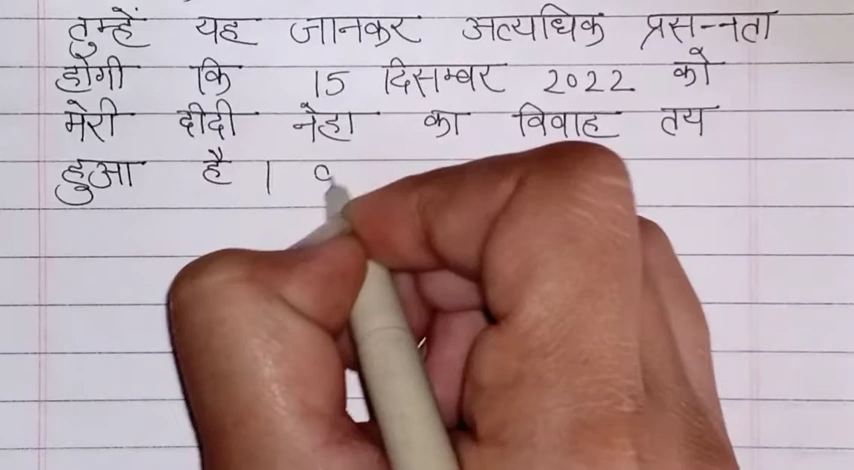 तुम्हें यह जानकर अत्यधिक प्रसन्नता
होगी कि 15 दिसम्बर 2022 को
मेरी दीदी नेहा का विवाह तय
हुआ है।